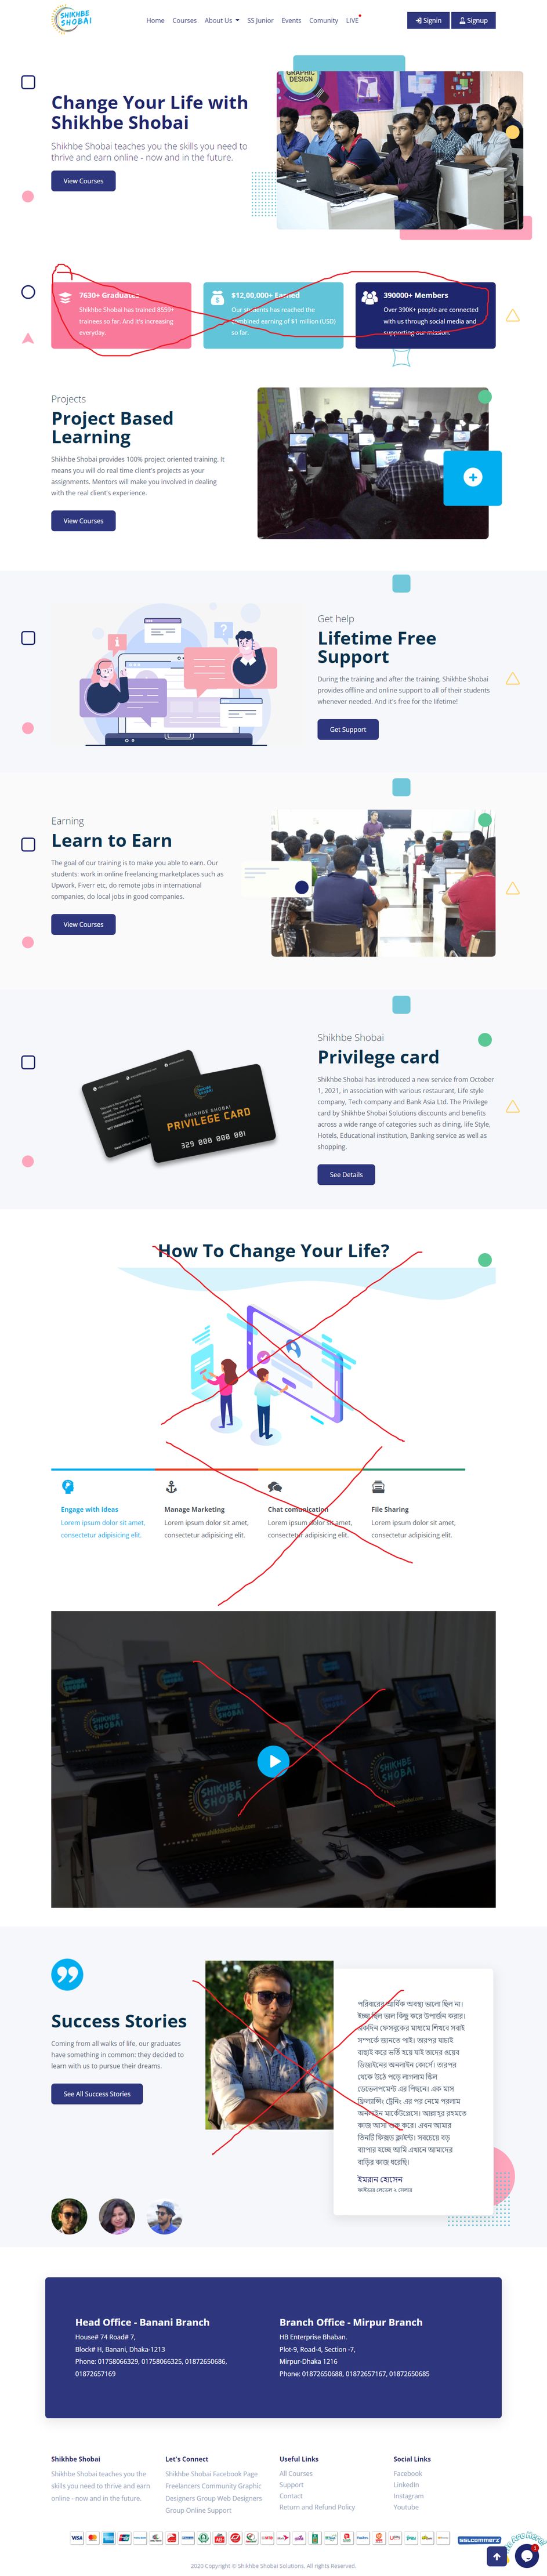 SHIKHBE
SHOBAI
Home Courses About Us SS Junior Events Comunity LIVE
Signin Signup
GRAPHIC
DESIGN
Change Your Life with
Shikhbe Shobai
Shikhbe Shobai teaches you the skills you need to
thrive and earn online - now and in the future.
View Courses
7630+ Graduates
Shikhbe Shobai has trained 8559+
trainees so far. And it's increasing
everyday.
$12,00,000+ Earned
Our students has reached the
combined earning of $1 million (USD)
so far.
390000+ Members
Over 390K+ people are connected
with us through social media and
supporting our mission.
Projects
Project Based
Learning
Shikhbe Shobai provides 100% project oriented training. It
means you will do real time client's projects as your
assignments. Mentors will make you involved in dealing
with the real client's experience.
View Courses
Get help
Lifetime Free
Support
During the training and after the training, Shikhbe Shobai
provides offline and online support to all of their students
whenever needed. And it's free for the lifetime!
Get Support
Earning
Learn to Earn
The goal of our training is to make you able to earn. Our
students: work in online freelancing marketplaces such as
Upwork, Fiverr etc, do remote jobs in international
companies, do local jobs in good companies.
View Courses
SHIKHBE SHOBAI
PRIVILEGE CARD
329 000 000 001
Shikhbe Shobai
Privilege card
Shikhbe Shobai has introduced a new service from October
1, 2021, in association with various restaurant, Life style
company, Tech company and Bank Asia Ltd. The Privilege
card by Shikhbe Shobai Solutions discounts and benefits
across a wide range of categories such as dining, life Style,
Hotels, Educational institution, Banking service as well as
shopping.
See Details
How To Change Your Life?
Engage with ideas
Lorem ipsum dolor sit amet,
consectetur adipisicing elit.
Manage Marketing
Lorem ipsum dolor sit amet,
consectetur adipisicing elit.
Chat comunication
Lorem ipsum dolor sit amet,
consectetur adipisicing elit.
File Sharing
Lorem ipsum dolor sit amet,
consectetur adipisicing elit.
SHIKHBE
SHOBAI
SHIKHBE
SHOBAI
Success Stories
Coming from all walks of life, our graduates
have something in common: they decided to
learn with us to pursue their dreams.
See All Success Stories
পরিবারের আর্থিক অবস্থা ভালো ছিল না।
ইচ্ছা ছিল ভাল কিছু করে উপার্জন করার।
একদিন ফেসবুকের মাধ্যমে শিখবে সবাই
সম্পর্কে জানতে পাই। তারপর যাচাই
বাছাই করে ভর্তি হয়ে যাই তাদের ওয়েব
ডিজাইনের অনলাইন কোর্সে। তারপর
থেকে উঠে পড়ে লাগলাম স্কিল
ডেভেলপমেন্ট এর পিছনে। এক মাস
ফ্রিল্যান্সিং ট্রেনিং এর পর নেমে পরলাম
অনলাইন মার্কেটপ্লেসে। আল্লাহর রহমতে
কাজ আসা শুরু করে। এখন আমার
তিনটি ফিক্সড ক্লাইন্ট। সবচেয়ে বড়
ব্যাপার হচ্ছে আমি এখানে আমাদের
বাড়ির কাজ ধরেছি।
ইমরান হোসেন
ফাইভার লেভেল ২ সেলার
Head Office - Banani Branch
House# 74 Road# 7,
Block# H, Banani, Dhaka-1213
Phone: 01758066329, 01758066325, 01872650686,
01872657169
Branch Office - Mirpur Branch
HB Enterprise Bhaban.
Plot-9, Road-4, Section -7,
Mirpur-Dhaka 1216
Phone: 01872650688, 01872657167, 01872650685
Shikhbe Shobai
Shikhbe Shobai teaches you the
skills you need to thrive and earn
online - now and in the future.
Let's Connect
Shikhbe Shobai Facebook Page
Freelancers Community Graphic
Designers Group Web Designers
Group Online Support
Useful Links
All Courses
Support
Contact
Return and Refund Policy
Social Links
Facebook
LinkedIn
Instagram
Youtube
VISA
SSLCOMMERZ
2020 Copyright © Shikhbe Shobai Solutions. All rights Reserved.